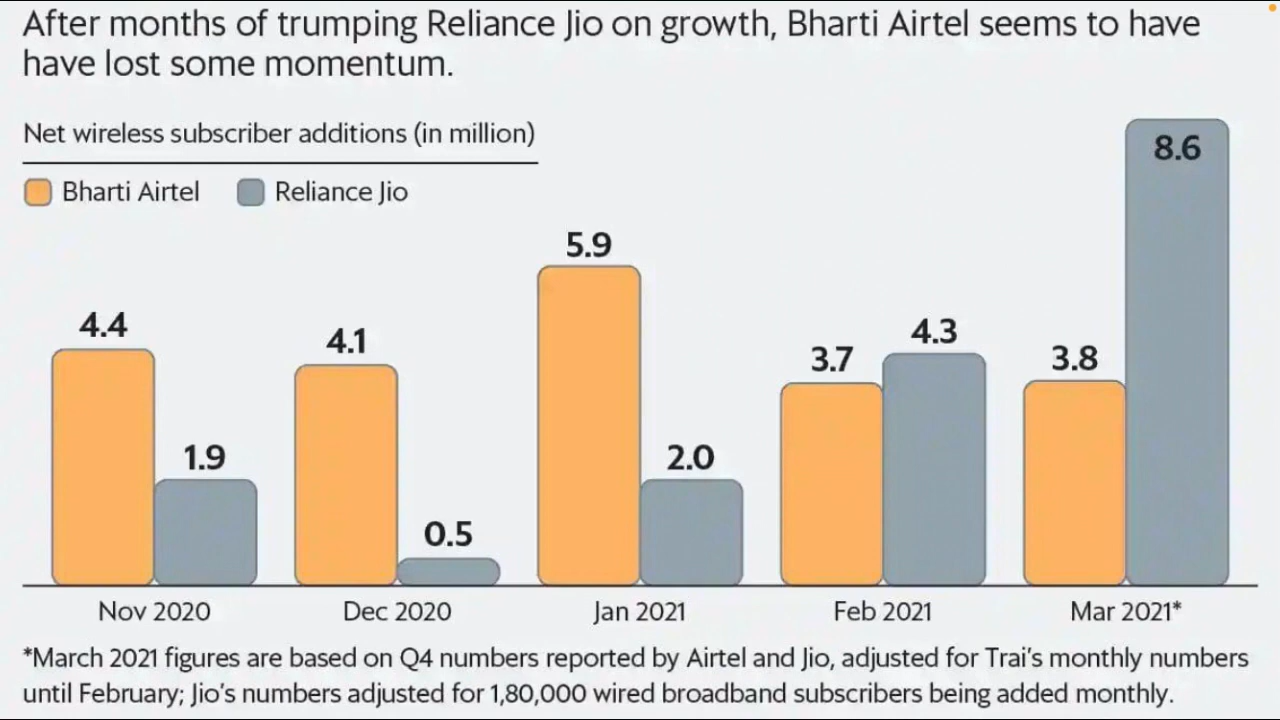 After months of trumping Reliance Jio on growth, Bharti Airtel seems to have
have lost some momentum.
Net wireless subscriber additions (in million)
Bharti Airtel Reliance Jio
4.4 1.9 4.1 0.5 5.9 2.0 3.7 4.3 3.8 8.6
Nov 2020 Dec 2020 Jan 2021 Feb 2021 Mar 2021*
*March 2021 figures are based on Q4 numbers reported by Airtel and Jio, adjusted for Trai's monthly numbers
until February; Jio's numbers adjusted for 1,80,000 wired broadband subscribers being added monthly.